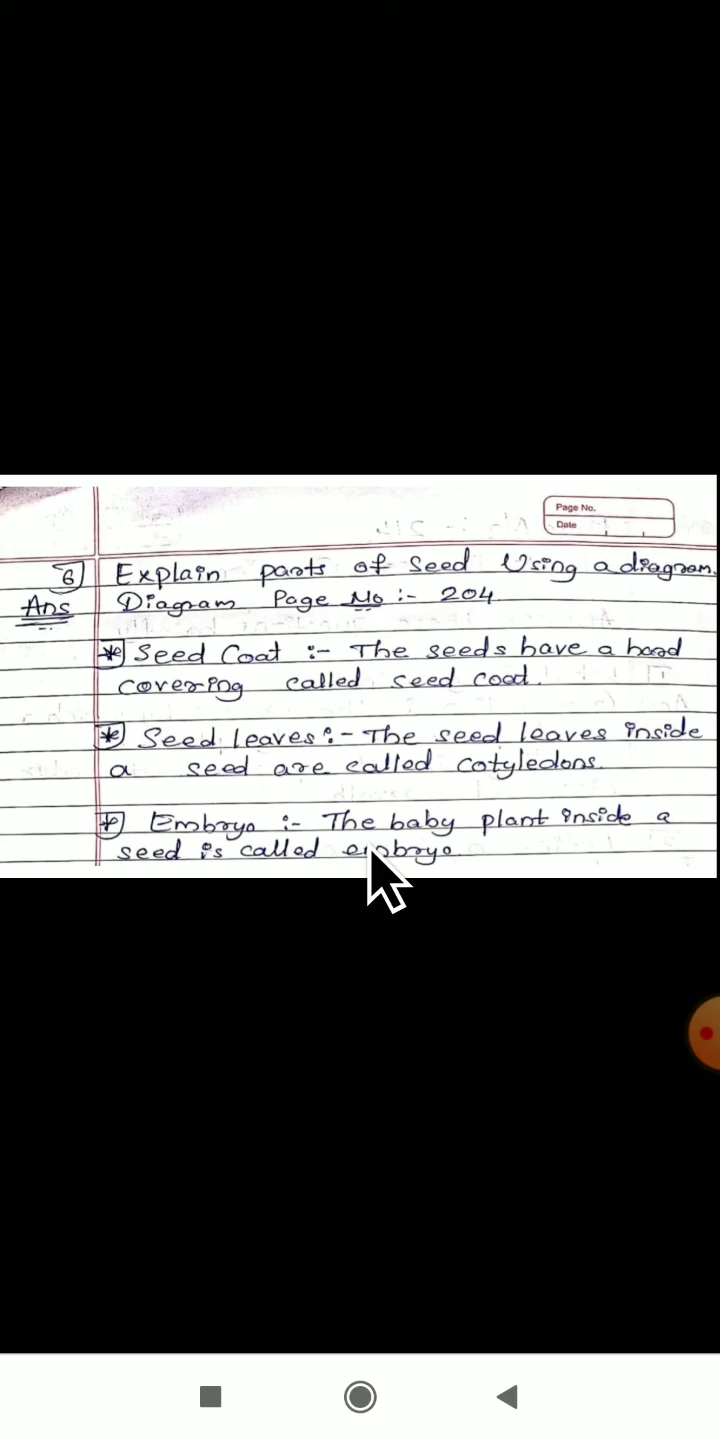 Page No.
Date
6) Explain parts of seed Using a diagram.
Ans Diagram Page No :- 204
* Seed Coat :- The seeds have a hard
covering called seed coad.
* Seed leaves :- The seed leaves inside
a seed are called cotyledons.
* Embryo :- The baby plant inside a
seed is called embryo